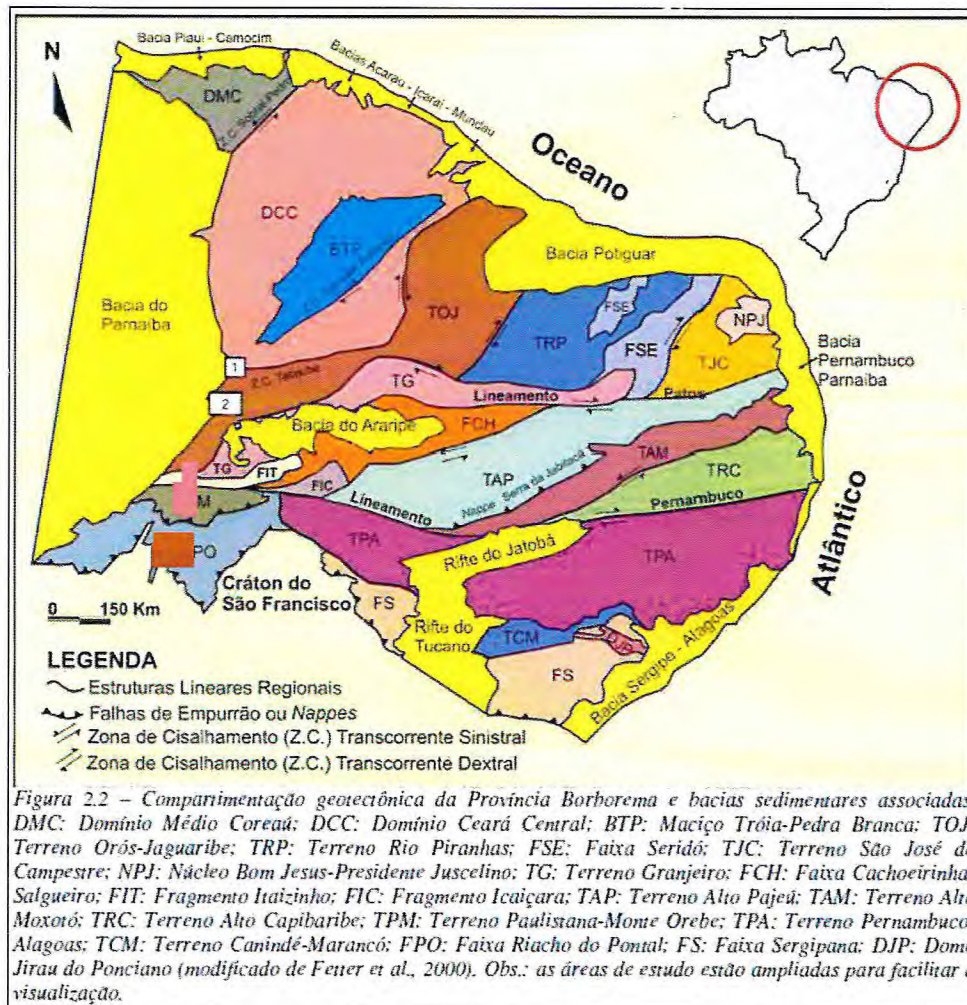 Bacia Piauí - Camocim
N
Bacias Acaraú - Icaraí - Mundaú
DMC
Oceano
DCC
BTP
Bacia Potiguar
Bacia do
Parnaíba
TOJ
FSE
NPJ
TRP
FSE
TJC
Bacia
Pernambuco
Parnaíba
1
TG
2
Lineamento
Patos
Bacia do Araripe
FCH
TAM
TG
FIT
TAP
TRC
FIC
Nappe Serra da Jabitacá
M
Lineamento
Pernambuco
PO
TPA
Rifte do Jatobá
TPA
Atlântico
Cráton do
São Francisco
0 150 Km
FS
Rifte do
Tucano
TCM
DJP
FS
Bacia Sergipe - Alagoas
LEGENDA
Estruturas Lineares Regionais
Falhas de Empurrão ou Nappes
Zona de Cisalhamento (Z.C.) Transcorrente Sinistral
Zona de Cisalhamento (Z.C.) Transcorrente Dextral
Figura 2.2 – Compartimentação geotectônica da Província Borborema e bacias sedimentares associadas
DMC: Domínio Médio Coreaú; DCC: Domínio Ceará Central; BTP: Maciço Tróia-Pedra Branca: TOJ
Terreno Orós-Jaguaribe; TRP: Terreno Rio Piranhas; FSE: Faixa Seridó; TJC: Terreno São José d
Campestre; NPJ: Núcleo Bom Jesus-Presidente Juscelino; TG: Terreno Granjeiro; FCH: Faixa Cachoeirinha
Salgueiro; FIT: Fragmento Itaizinho; FIC: Fragmento Icaiçara; TAP: Terreno Alto Pajeú; TAM: Terreno Alt
Moxotó; TRC: Terreno Alto Capibaribe; TPM: Terreno Paulistana-Monte Orebe; TPA: Terreno Pernambuco
Alagoas; TCM: Terreno Canindé-Marancó; FPO: Faixa Riacho do Pontal; FS: Faixa Sergipana; DJP: Dom
Jirau do Ponciano (modificado de Fetter et al., 2000). Obs.: as áreas de estudo estão ampliadas para facilitar
visualização.